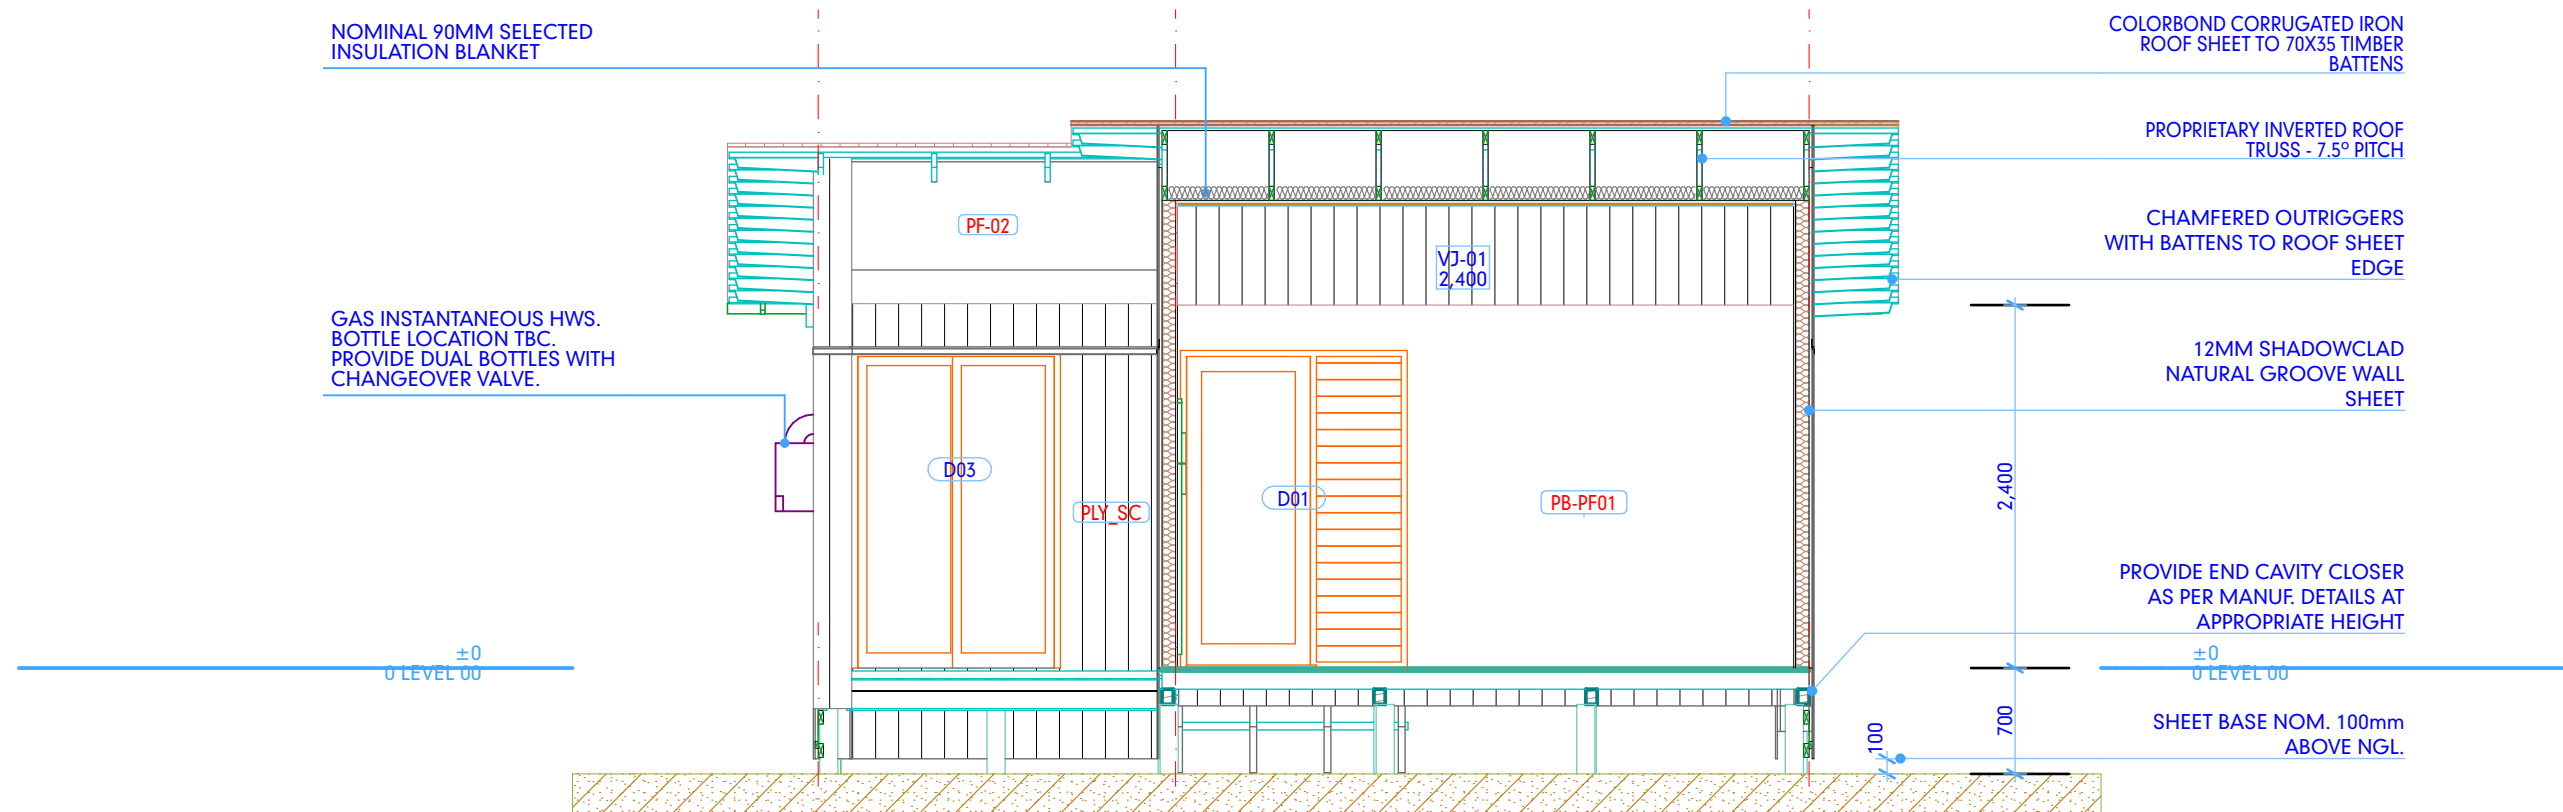 NOMINAL 90MM SELECTED
INSULATION BLANKET
COLORBOND CORRUGATED IRON
ROOF SHEET TO 70X35 TIMBER
BATTENS
PROPRIETARY INVERTED ROOF
TRUSS - 7.5° PITCH
CHAMFERED OUTRIGGERS
WITH BATTENS TO ROOF SHEET
EDGE
PF-02
VJ-01
2,400
GAS INSTANTANEOUS HWS.
BOTTLE LOCATION TBC.
PROVIDE DUAL BOTTLES WITH
CHANGEOVER VALVE.
12MM SHADOWCLAD
NATURAL GROOVE WALL
SHEET
D03
PLY_SC
D01
PB-PF01
2,400
PROVIDE END CAVITY CLOSER
AS PER MANUF. DETAILS AT
APPROPRIATE HEIGHT
±0
0 LEVEL 00
±0
0 LEVEL 00
700
100
SHEET BASE NOM. 100mm
ABOVE NGL.